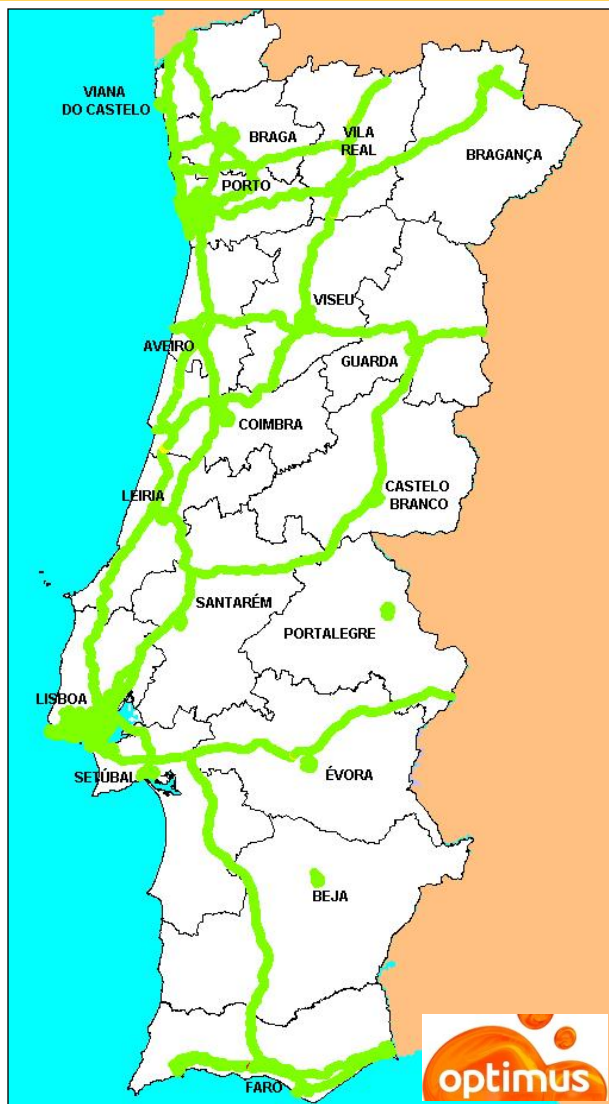 VIANA
DO CASTELO
BRAGA
VILA
REAL
BRAGANÇA
PORTO
VISEU
AVEIRO
GUARDA
COIMBRA
LEIRIA
CASTELO
BRANCO
SANTARÉM
PORTALEGRE
LISBOA
SETÚBAL
ÉVORA
BEJA
FARO
optimus